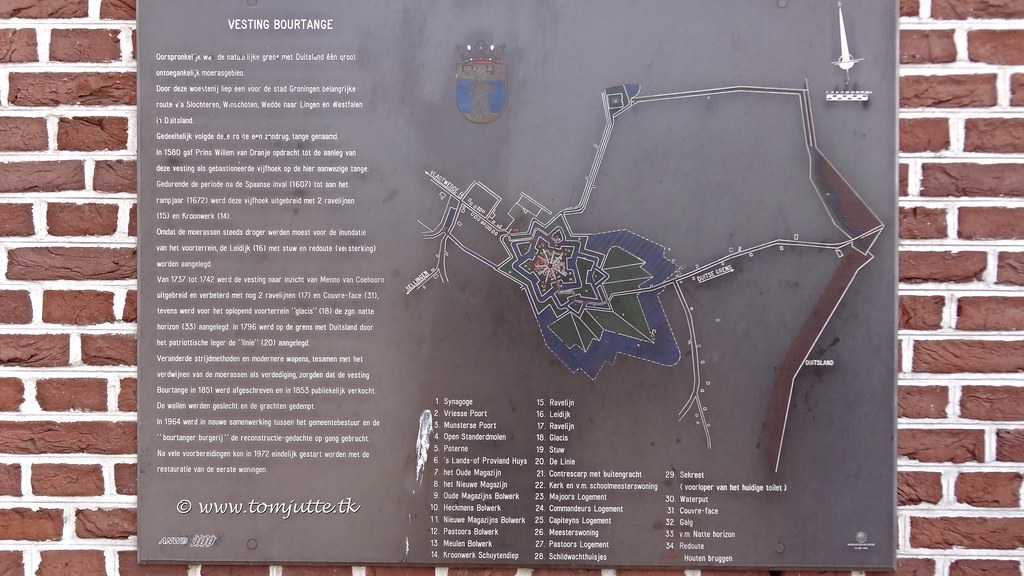 VESTING BOURTANGE
Oorspronkelijk was de natuurlijke grens met Duitsland één groot
ontoegankelijk moerasgebied.
Door deze woestenij liep een voor de stad Groningen belangrijke
route via Slochteren, Winschoten, Wedde naar Lingen en Westfalen
in Duitsland.
Gedeeltelijk volgde deze route een zandrug, tange genaamd.
In 1580 gaf Prins Willem van Oranje opdracht tot de aanleg van
deze vesting als gebastioneerde vijfhoek op de hier aanwezige tange.
Gedurende de periode na de Spaanse inval (1607) tot aan het
rampjaar (1672) werd deze vijfhoek uitgebreid met 2 ravelijnen
(15) en Kroonwerk (14).
Omdat de moerassen steeds droger werden moest voor de inundatie
van het voorterrein, de Leidijk (16) met stuw en redoute (versterking)
worden aangelegd.
Van 1737 tot 1742 werd de vesting naar inzicht van Menno van Coehoorn
uitgebreid en verbeterd met nog 2 ravelijnen (17) en Couvre-face (31),
tevens werd voor het oplopend voorterrein "glacis" (18) de zgn. natte
horizon (33) aangelegd. In 1796 werd op de grens met Duitsland door
het patriottische leger de "linie" (20) aangelegd.
Veranderde strijdmethoden en modernere wapens, tesamen met het
verdwijnen van de moerassen als verdediging, zorgden dat de vesting
Bourtange in 1851 werd afgeschreven en in 1853 publiekelijk verkocht.
De wallen werden geslecht en de grachten gedempt.
In 1964 werd in nauwe samenwerking tussen het gemeentebestuur en de
"bourtanger burgerij" de reconstructie-gedachte op gang gebracht.
Na vele voorbereidingen kon in 1972 eindelijk gestart worden met de
restauratie van de eerste woningen.
© www.tomjutte.tk
ANWB
VLAGTWEDDE
SELLINGEN
DUITSE GRENS
DUITSLAND
1. Synagoge
2. Vriesse Poort
3. Munsterse Poort
4. Open Standerdmolen
5. Poterne
6. 's Lands-of Proviand Huys
7. het Oude Magazijn
8. het Nieuwe Magazijn
9. Oude Magazijns Bolwerk
10. Heckmans Bolwerk
11. Nieuwe Magazijns Bolwerk
12. Pastoors Bolwerk
13. Meulen Bolwerk
14. Kroonwerk Schuytendiep
15. Ravelijn
16. Leidijk
17. Ravelijn
18. Glacis
19. Stuw
20. De Linie
21. Contrescarp met buitengracht
22. Kerk en v.m. schoolmeesterswoning
23. Majoors Logement
24. Commandeurs Logement
25. Capiteyns Logement
26. Meesterswoning
27. Pastoors Logement
28. Schildwachthuisjes
29. Sekreet
(voorloper van het huidige toilet)
30. Waterput
31. Couvre-face
32. Galg
33. v.m. Natte horizon
34. Redoute
Houten bruggen